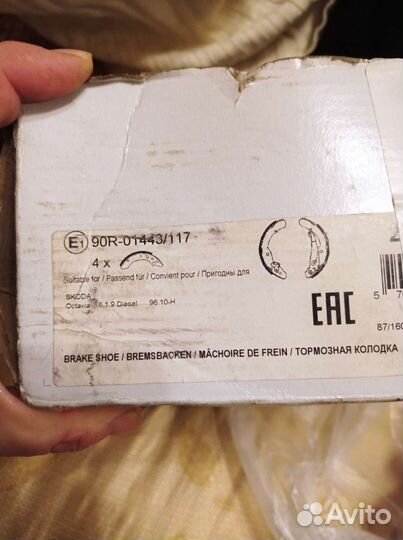 E1 90R-01443/117
4 x
Suitable for / Passend für / Convient pour / Пригодны для
SKODA
Octavia 1.6,1.9 Diesel 96.10-H
EAC
87/160
BRAKE SHOE / BREMSBACKEN / MÂCHOIRE DE FREIN / ТОРМОЗНАЯ КОЛОДКА
Avito